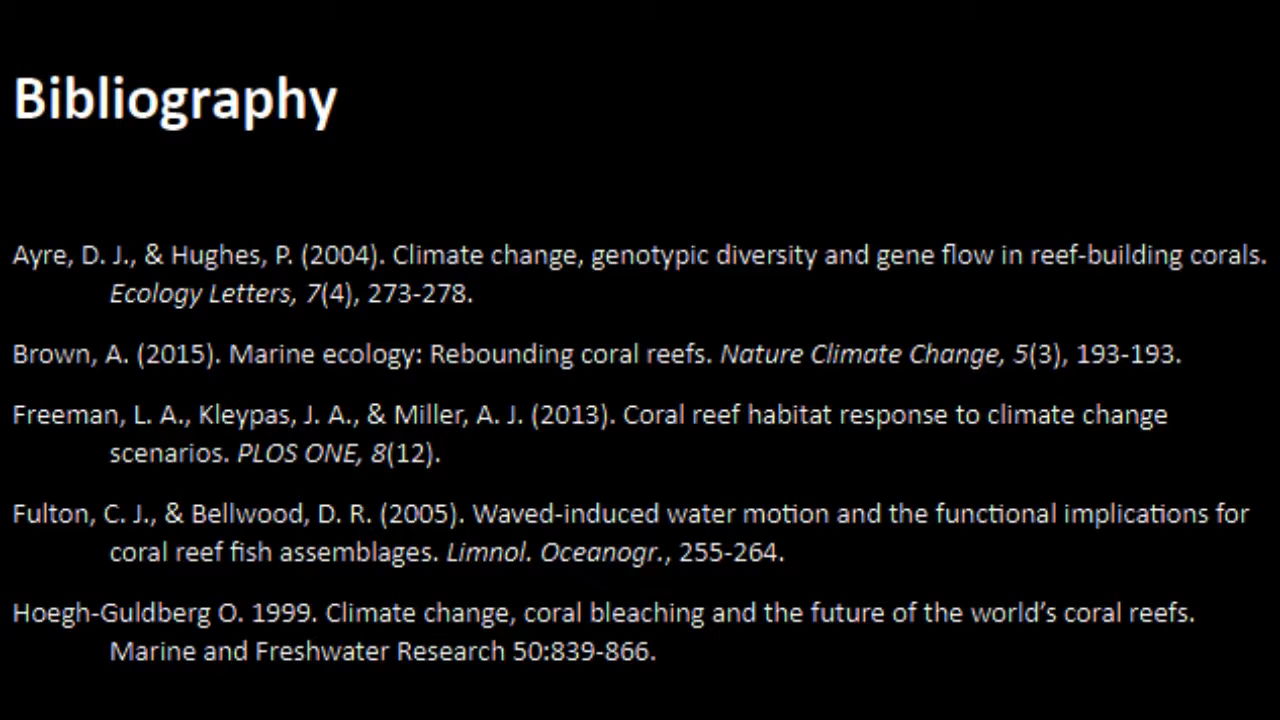 Bibliography
Ayre, D. J., & Hughes, P. (2004). Climate change, genotypic diversity and gene flow in reef-building corals.
Ecology Letters, 7(4), 273-278.
Brown, A. (2015). Marine ecology: Rebounding coral reefs. Nature Climate Change, 5(3), 193-193.
Freeman, L. A., Kleypas, J. A., & Miller, A. J. (2013). Coral reef habitat response to climate change
scenarios. PLOS ONE, 8(12).
Fulton, C. J., & Bellwood, D. R. (2005). Waved-induced water motion and the functional implications for
coral reef fish assemblages. Limnol. Oceanogr., 255-264.
Hoegh-Guldberg O. 1999. Climate change, coral bleaching and the future of the world’s coral reefs.
Marine and Freshwater Research 50:839-866.